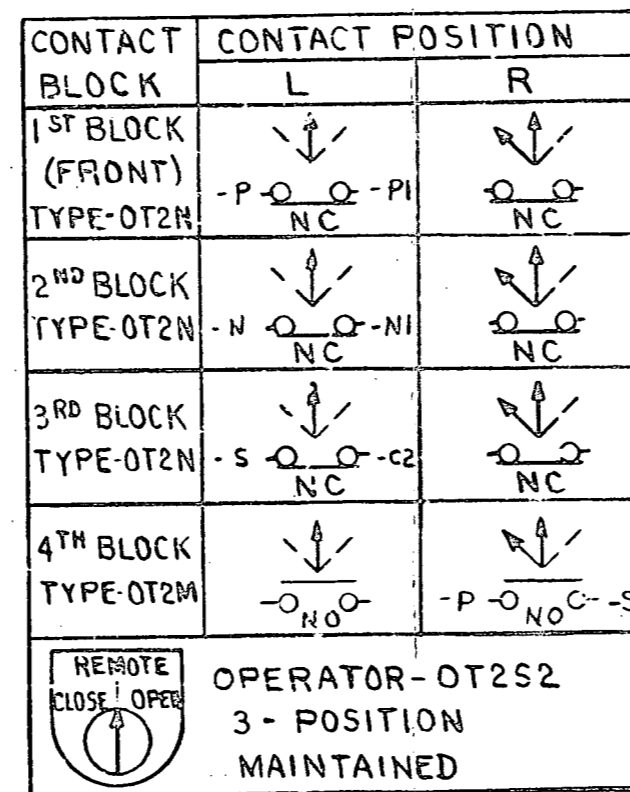 CONTACT BLOCK
CONTACT POSITION
L
R
1ST BLOCK
(FRONT)
TYPE-OT2N
-P
-P1
NC
NC
2ND BLOCK
TYPE-OT2N
-N
-N1
NC
NC
3RD BLOCK
TYPE-OT2N
-S
-C2
NC
NC
4TH BLOCK
TYPE-OT2M
NO
-P
NO
-S
REMOTE
CLOSE OPEN
OPERATOR-OT2S2
3-POSITION
MAINTAINED